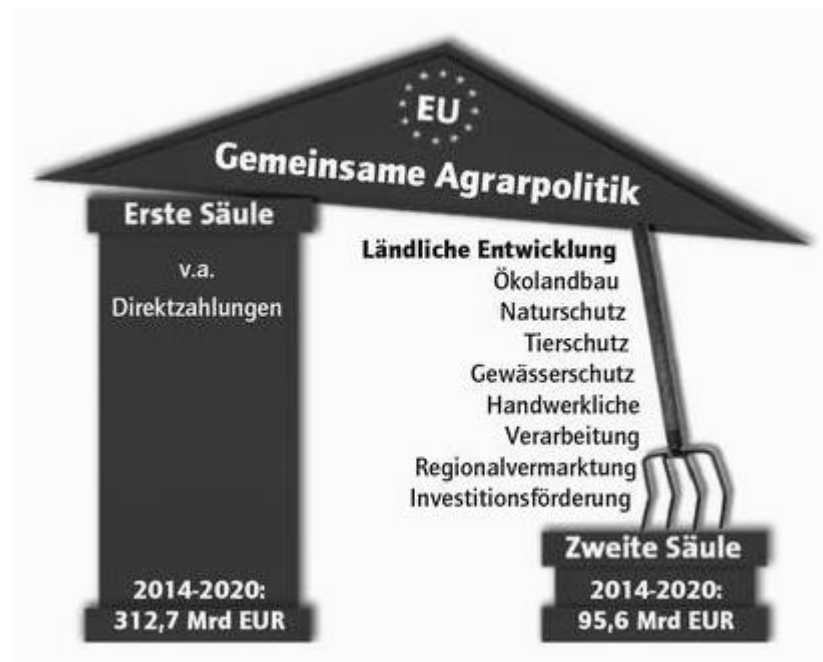 EU
Gemeinsame Agrarpolitik
Erste Säule
v.a.
Direktzahlungen
2014-2020:
312,7 Mrd EUR
Ländliche Entwicklung
Ökolandbau
Naturschutz
Tierschutz
Gewässerschutz
Handwerkliche
Verarbeitung
Regionalvermarktung
Investitionsförderung
Zweite Säule
2014-2020:
95,6 Mrd EUR